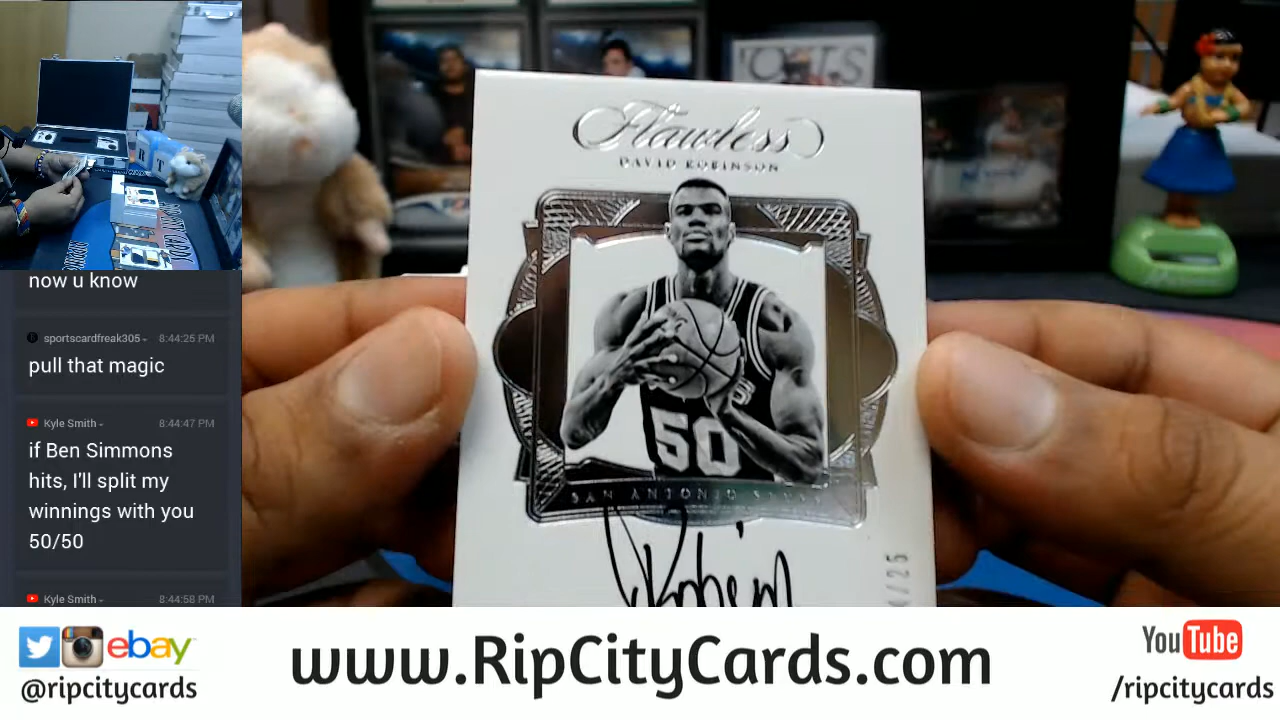 now u know
sportscardfreak305
8:44:25 PM
pull that magic
Kyle Smith
8:44:47 PM
if Ben Simmons
hits, I'll split my
winnings with you
50/50
Kyle Smith
8:44:58 PM
Flawless
DAVID ROBINSON
50
SAN ANTONIO SPURS
/25
ebay
@ripcitycards
www.RipCityCards.com
YouTube
/ripcitycards